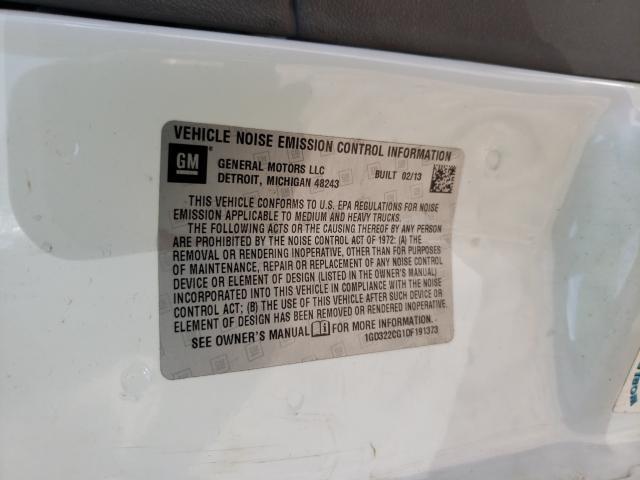 VEHICLE NOISE EMISSION CONTROL INFORMATION
GM
GENERAL MOTORS LLC
DETROIT, MICHIGAN 48243
BUILT 02/13
THIS VEHICLE CONFORMS TO U.S. EPA REGULATIONS FOR NOISE
EMISSION APPLICABLE TO MEDIUM AND HEAVY TRUCKS.
THE FOLLOWING ACTS OR THE CAUSING THEREOF BY ANY PERSON
ARE PROHIBITED BY THE NOISE CONTROL ACT OF 1972: (A) THE
REMOVAL OR RENDERING INOPERATIVE, OTHER THAN FOR PURPOSES
OF MAINTENANCE, REPAIR OR REPLACEMENT OF ANY NOISE CONTROL
DEVICE OR ELEMENT OF DESIGN (LISTED IN THE OWNER'S MANUAL)
INCORPORATED INTO THIS VEHICLE IN COMPLIANCE WITH THE NOISE
CONTROL ACT; (B) THE USE OF THIS VEHICLE AFTER SUCH DEVICE OR
ELEMENT OF DESIGN HAS BEEN REMOVED OR RENDERED INOPERATIVE.
SEE OWNER'S MANUAL FOR MORE INFORMATION.
1GD322CG1DF191373